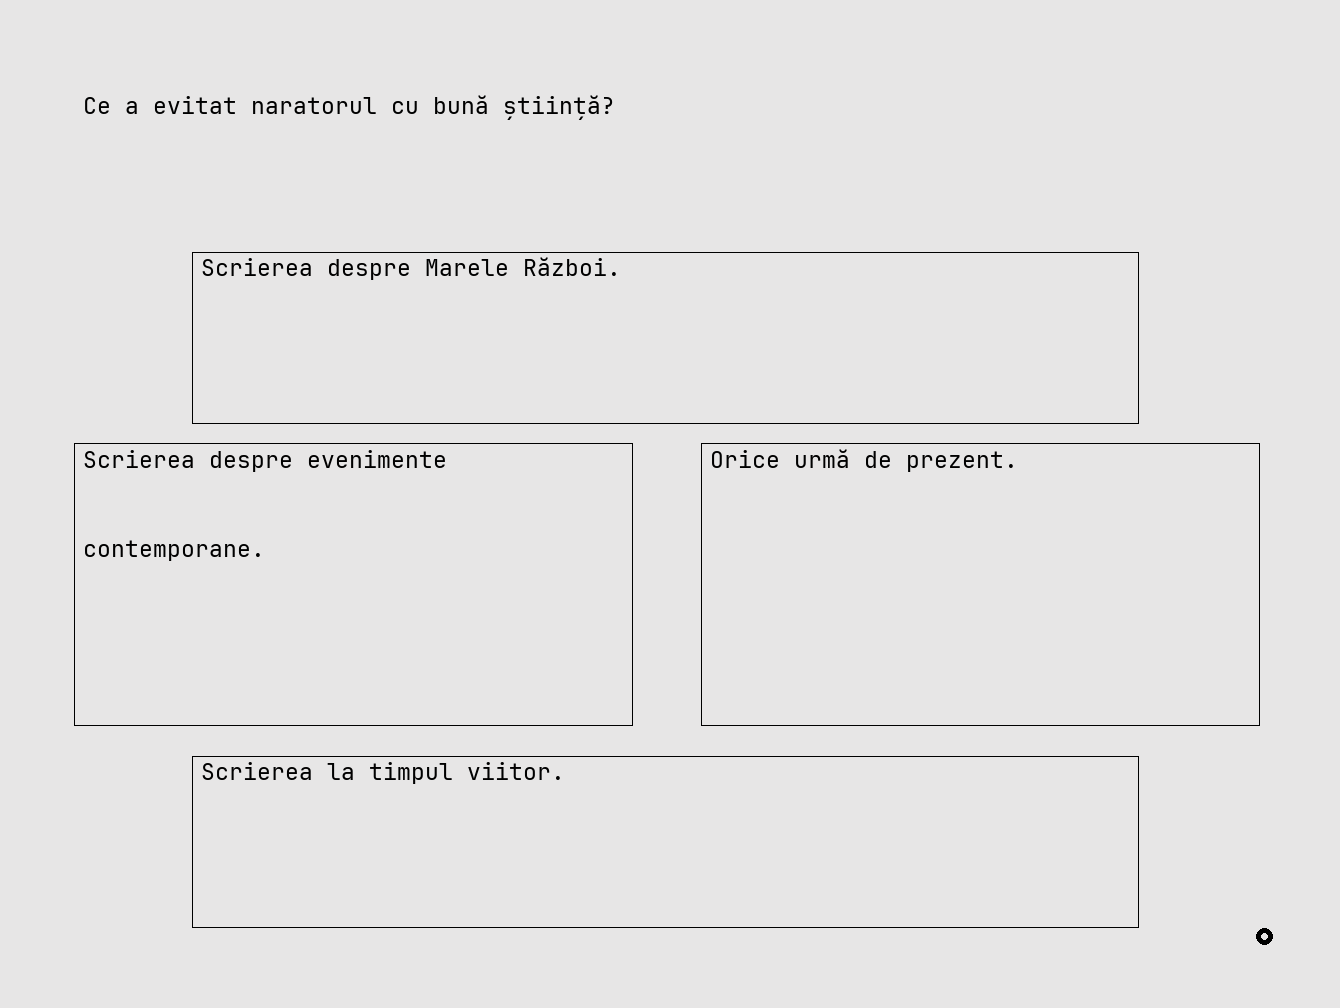 Ce a evitat naratorul cu bună știință?
Scrierea despre Marele Război.
Scrierea despre evenimente
contemporane.
Orice urmă de prezent.
Scrierea la timpul viitor.